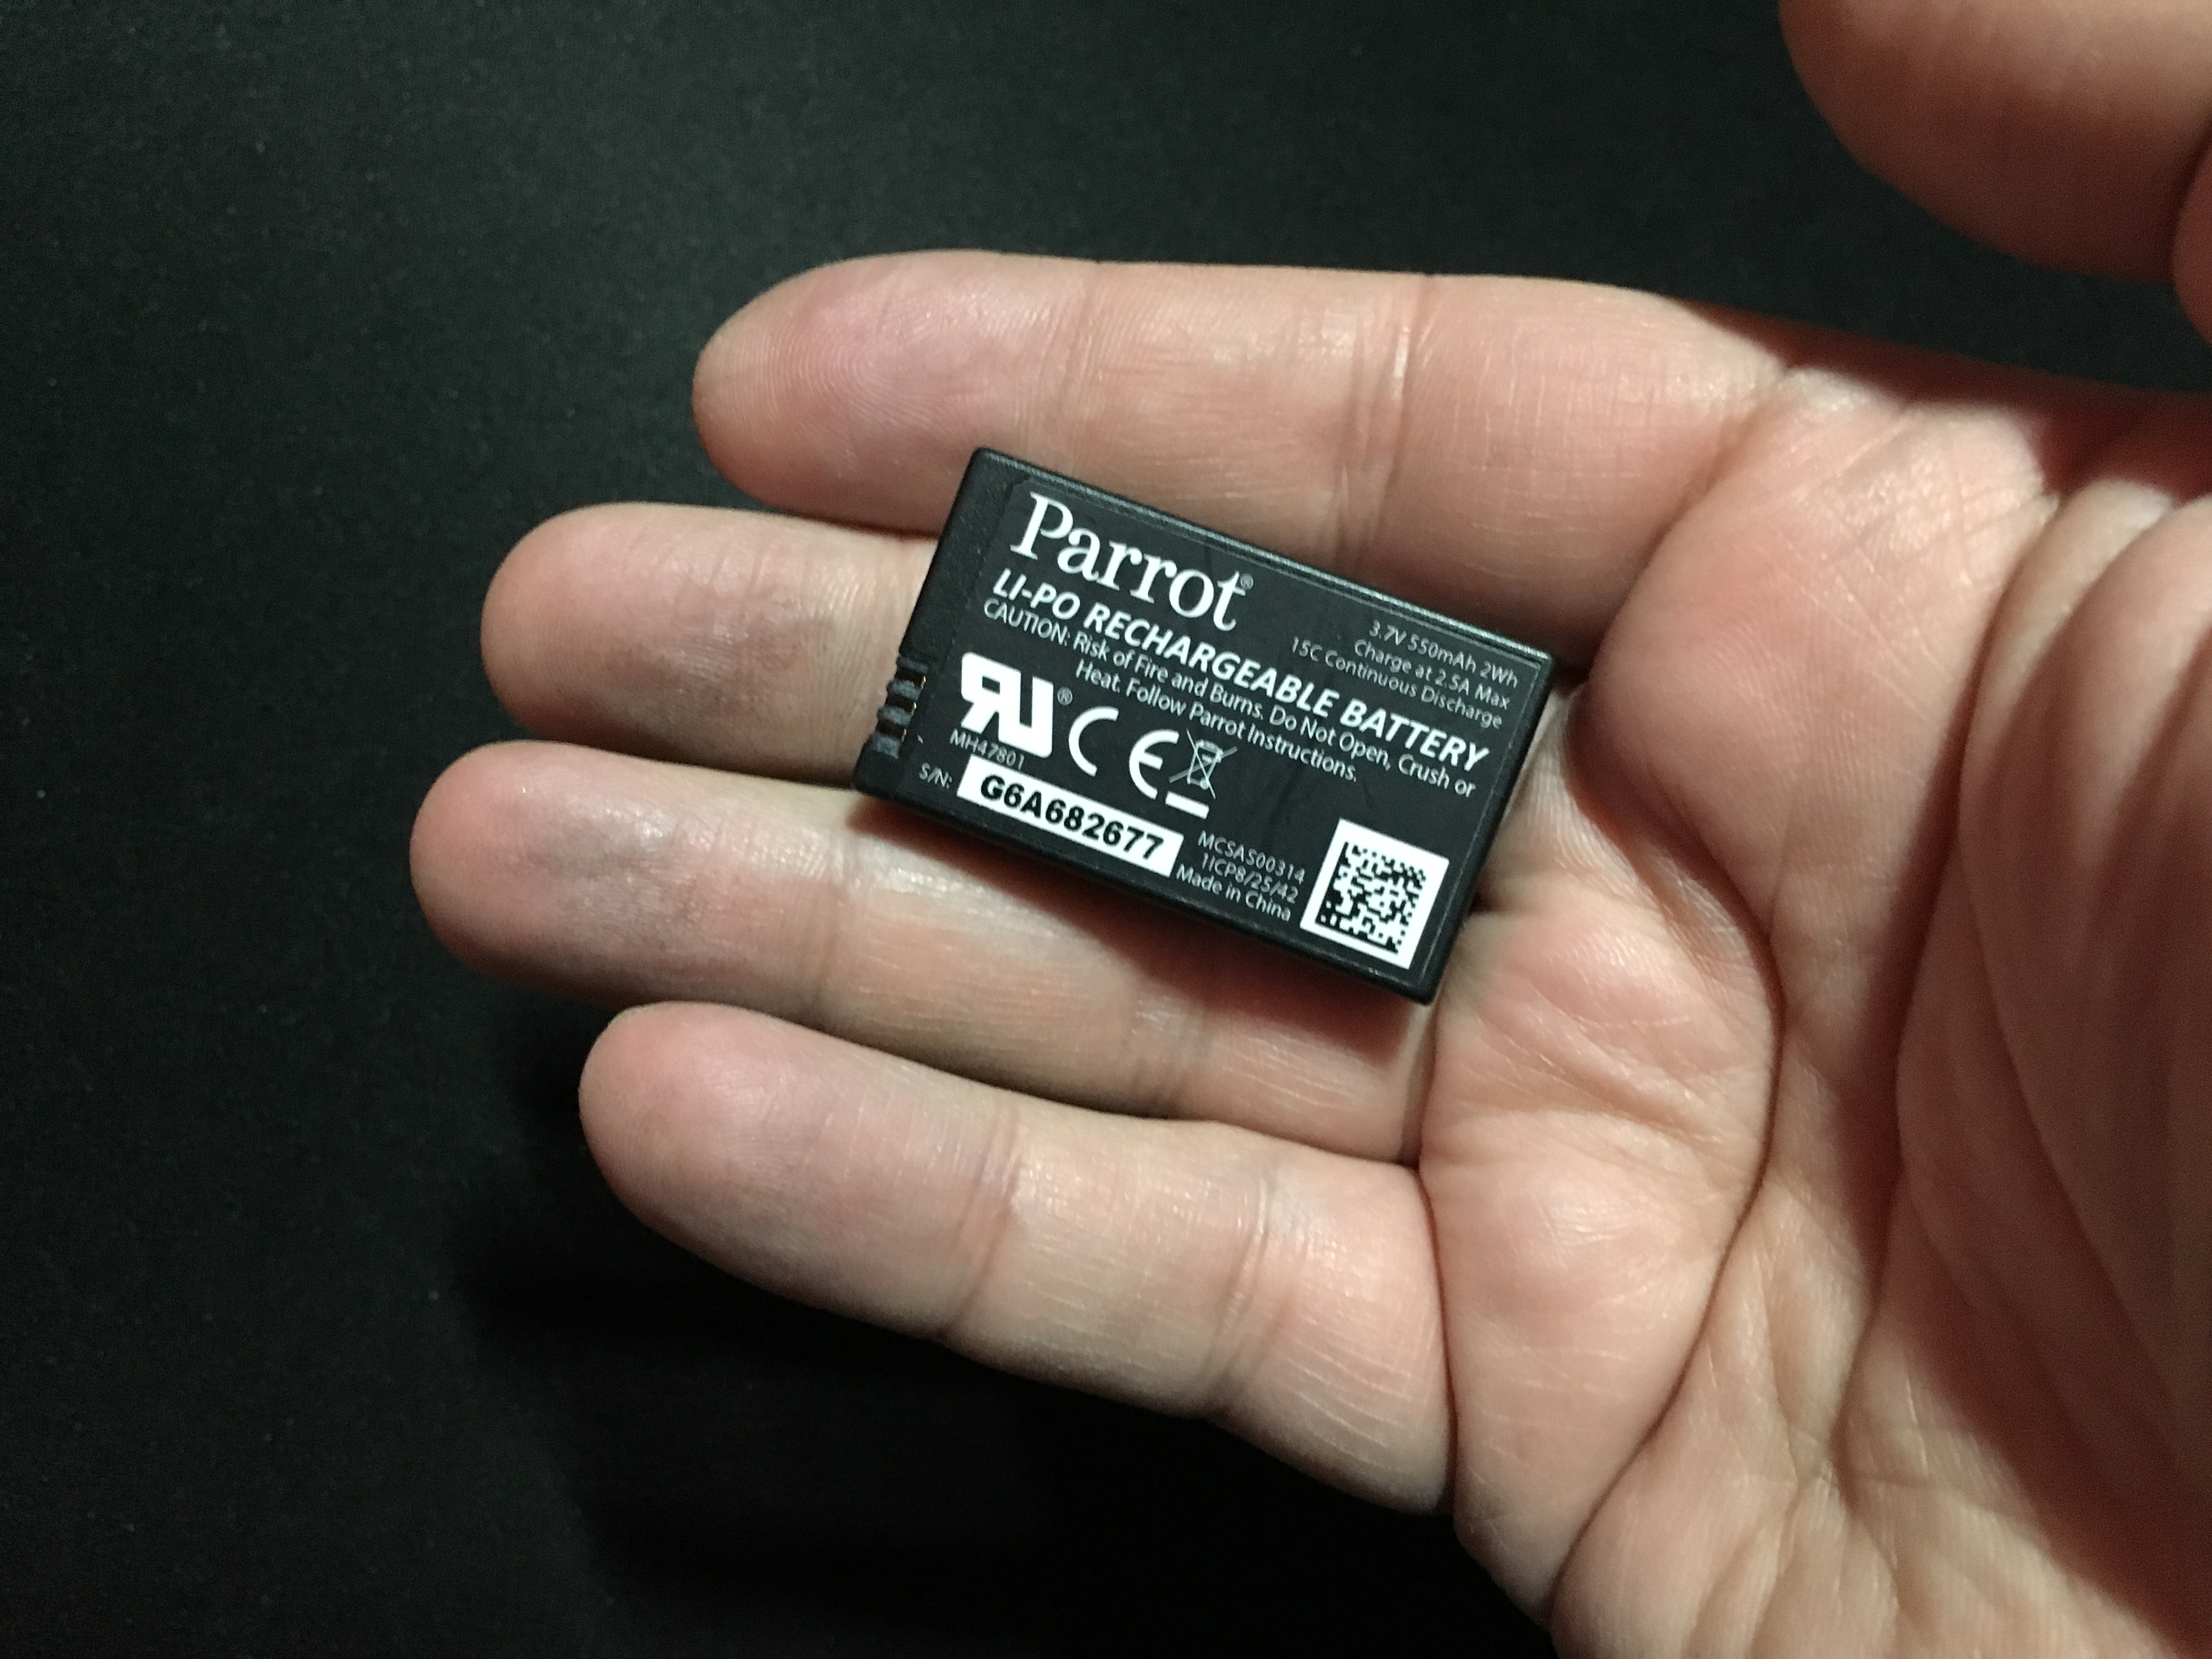 Parrot®
3.7V 550mAh 2Wh
Charge at 2.5A Max
15C Continuous Discharge
LI-PO RECHARGEABLE BATTERY
CAUTION: Risk of Fire and Burns. Do Not Open, Crush or
Heat. Follow Parrot Instructions.
RU® CE
MH47801
S/N: G6A682677
MCSAS00314
1ICP8/25/42
Made in China